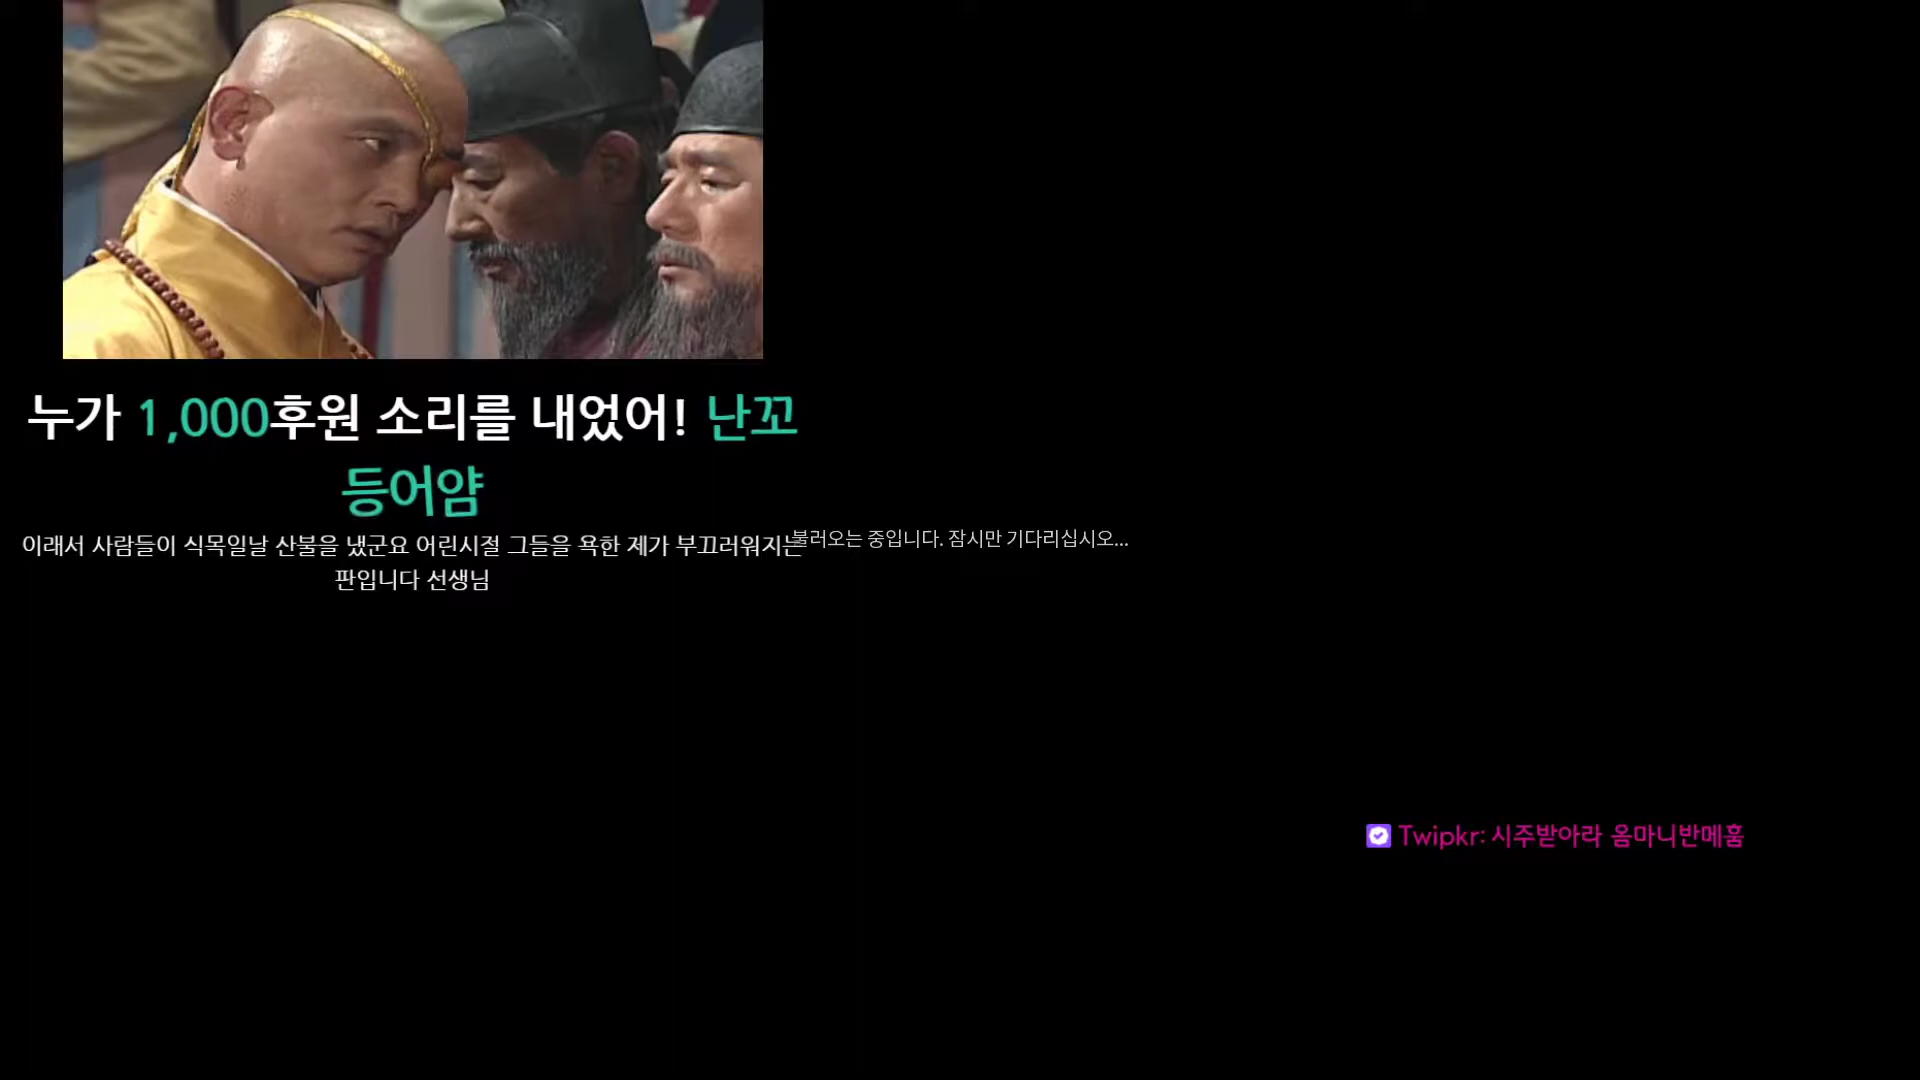 누가 1,000후원 소리를 내었어! 난꼬
등어얌
이래서 사람들이 식목일날 산불을 냈군요 어린시절 그들을 욕한 제가 부끄러워지는
판입니다 선생님
불러오는 중입니다. 잠시만 기다리십시오...
Twipkr: 시주받아라 옴마니반메훔